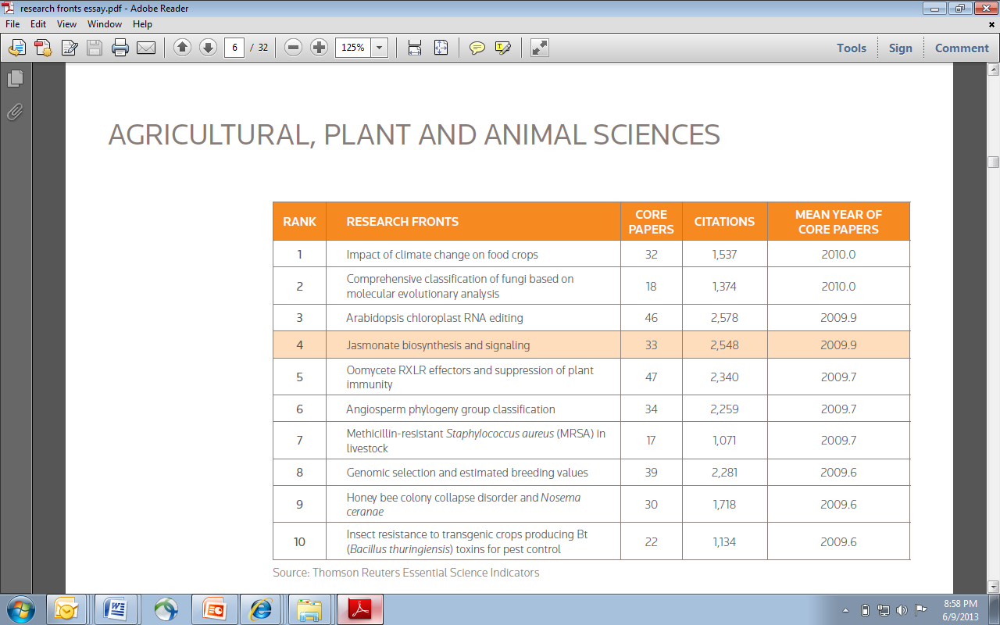 research fronts essay.pdf - Adobe Reader
File Edit View Window Help
6 / 32 125% Tools Sign Comment
AGRICULTURAL, PLANT AND ANIMAL SCIENCES
RANK RESEARCH FRONTS CORE PAPERS CITATIONS MEAN YEAR OF CORE PAPERS
1 Impact of climate change on food crops 32 1,537 2010.0
2 Comprehensive classification of fungi based on molecular evolutionary analysis 18 1,374 2010.0
3 Arabidopsis chloroplast RNA editing 46 2,578 2009.9
4 Jasmonate biosynthesis and signaling 33 2,548 2009.9
5 Oomycete RXLR effectors and suppression of plant immunity 47 2,340 2009.7
6 Angiosperm phylogeny group classification 34 2,259 2009.7
7 Methicillin-resistant Staphylococcus aureus (MRSA) in livestock 17 1,071 2009.7
8 Genomic selection and estimated breeding values 39 2,281 2009.6
9 Honey bee colony collapse disorder and Nosema ceranae 30 1,718 2009.6
10 Insect resistance to transgenic crops producing Bt (Bacillus thuringiensis) toxins for pest control 22 1,134 2009.6
Source: Thomson Reuters Essential Science Indicators
8:58 PM
6/9/2013